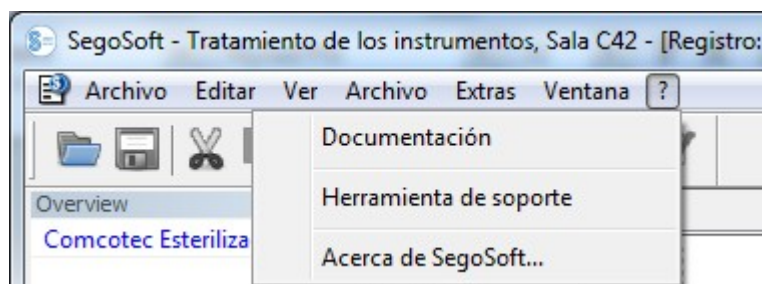 SegoSoft - Tratamiento de los instrumentos, Sala C42 - [Registro:
Archivo Editar Ver Archivo Extras Ventana ?
Documentación
Overview
Herramienta de soporte
Comcotec Esteriliza
Acerca de SegoSoft...